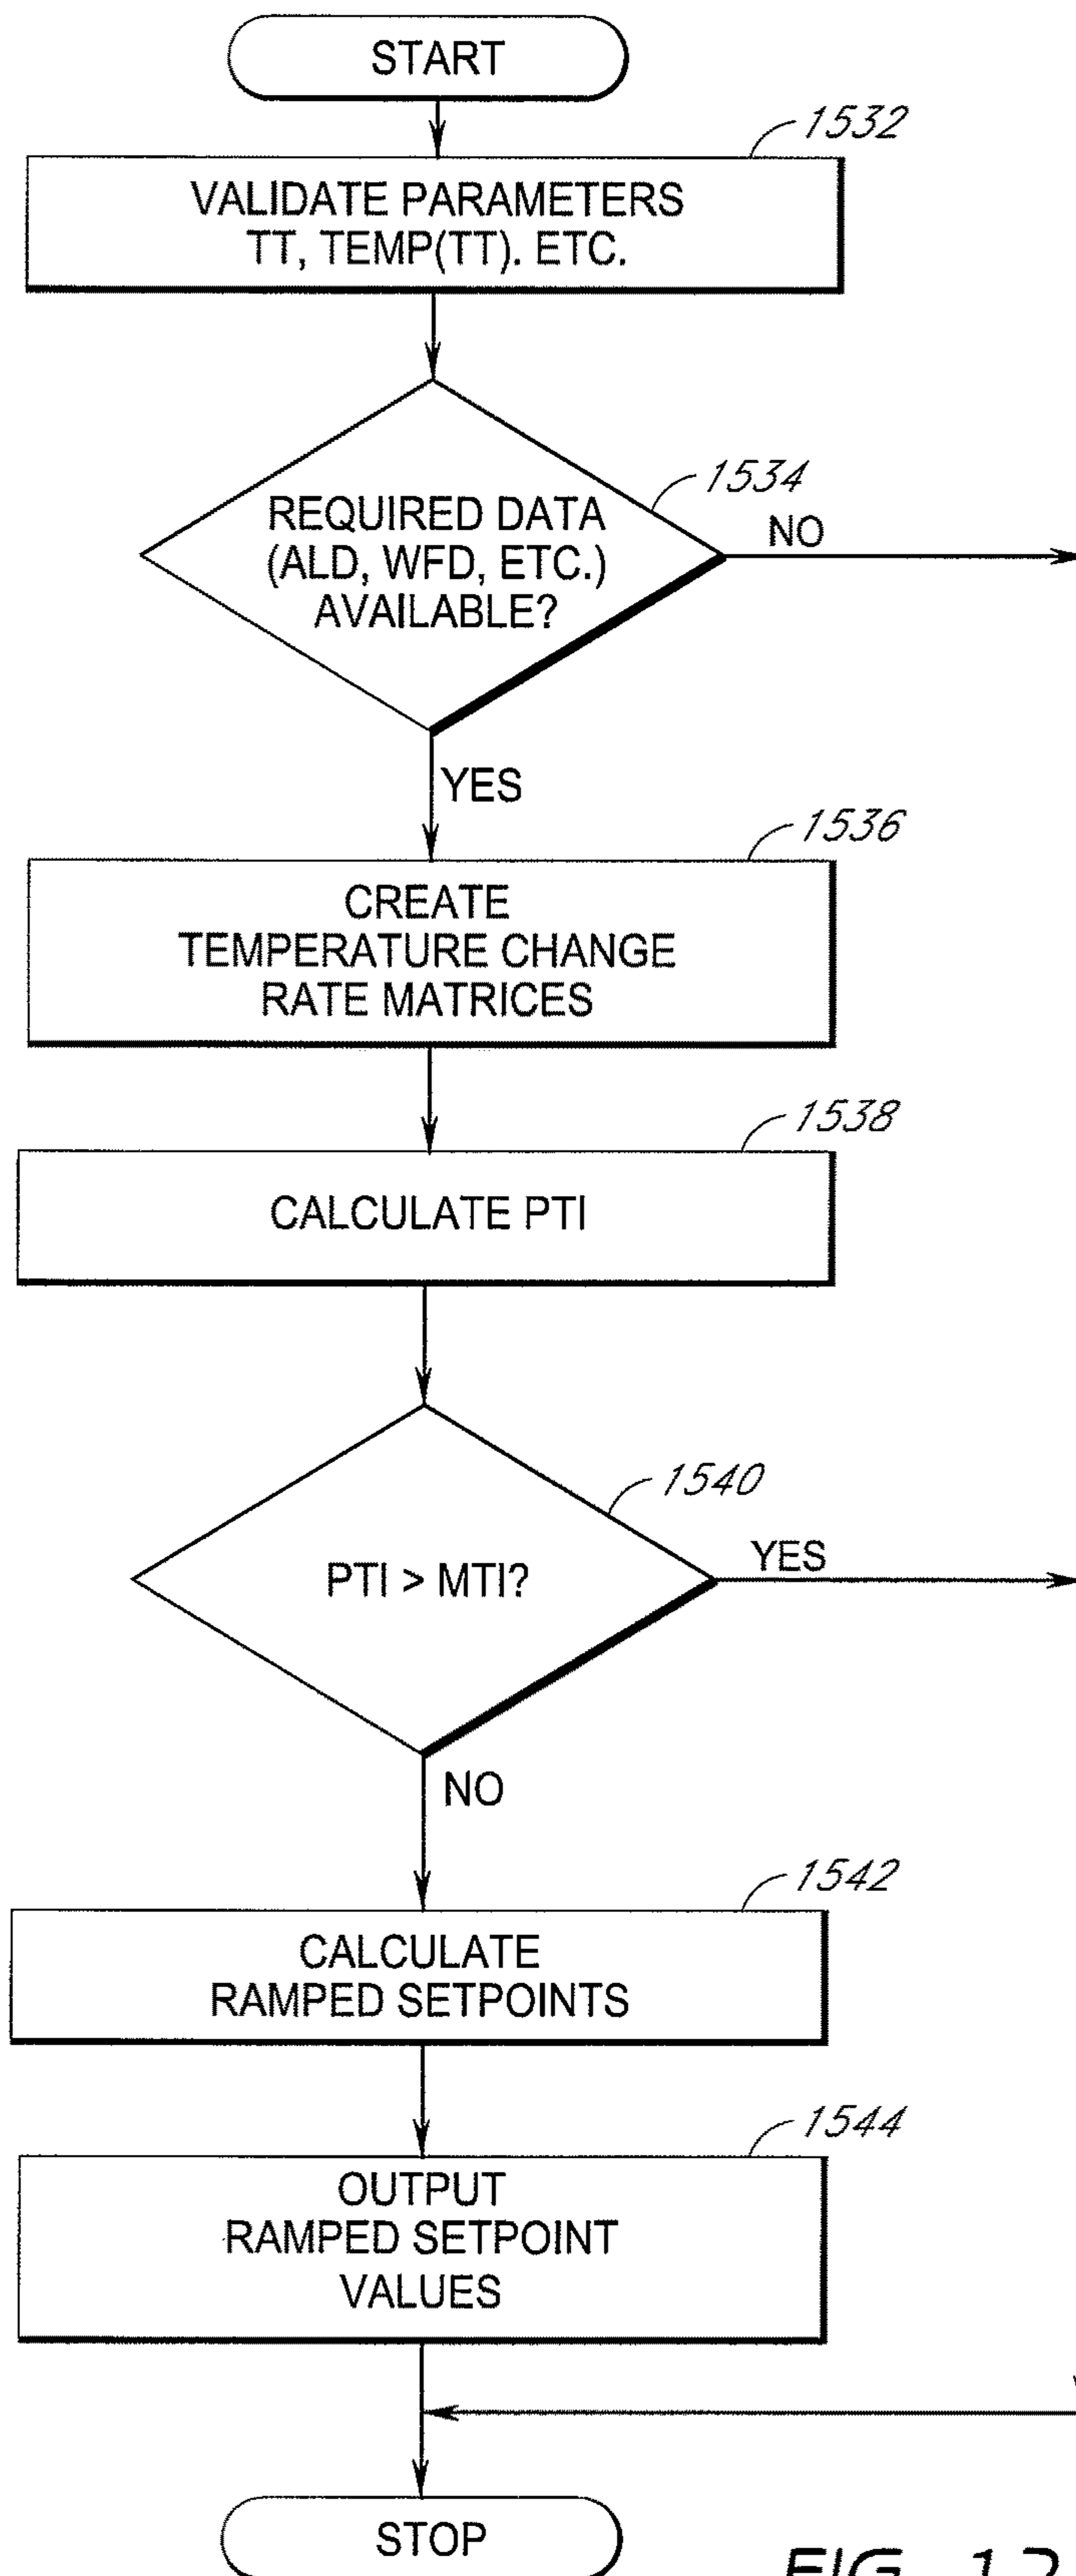 START
1532
VALIDATE PARAMETERS
TT, TEMP(TT). ETC.
1534
REQUIRED DATA
(ALD, WFD, ETC.)
AVAILABLE?
NO
YES
1536
CREATE
TEMPERATURE CHANGE
RATE MATRICES
1538
CALCULATE PTI
1540
PTI > MTI?
YES
NO
1542
CALCULATE
RAMPED SETPOINTS
1544
OUTPUT
RAMPED SETPOINT
VALUES
STOP
FIG. 12